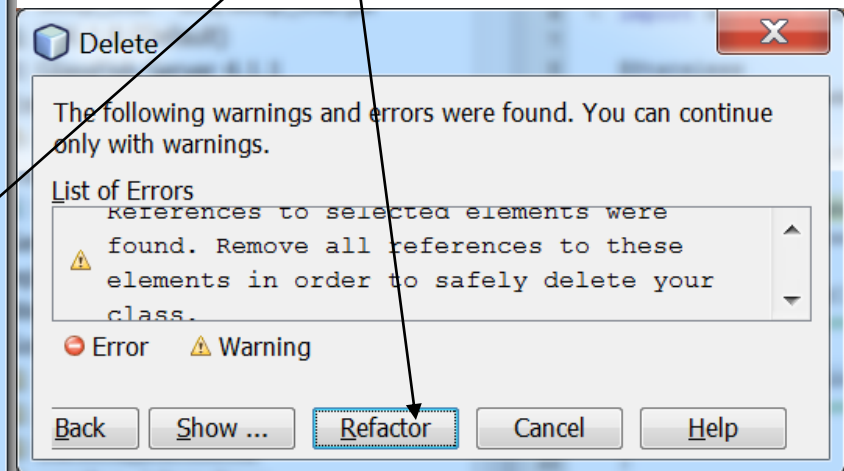 Delete
The following warnings and errors were found. You can continue
only with warnings.
List of Errors
References to selected elements were
found. Remove all references to these
elements in order to safely delete your
class.
Error Warning
Back Show ... Refactor Cancel Help